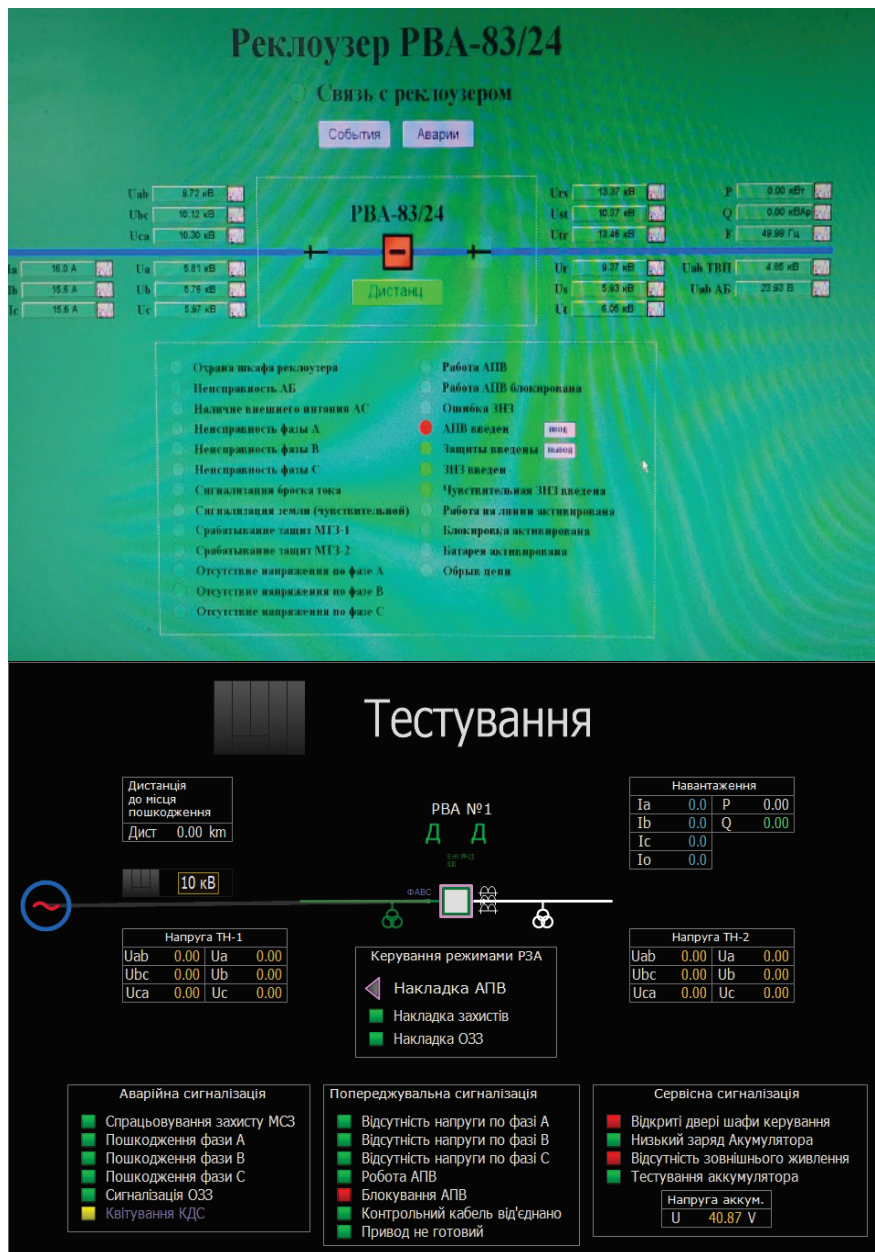 Реклоузер РВА-83/24
Связь с реклоузером
События Аварии
Uab 9.72 кВ
Ubc 10.12 кВ
Uca 10.30 кВ
РВА-83/24
Urs 13.37 кВ
Ust 10.37 кВ
Utr 13.46 кВ
P 0.00 кВт
Q 0.00 кВАр
F 49.99 Гц
Ia 16.0 А
Ib 15.6 А
Ic 15.6 А
Ua 5.81 кВ
Ub 5.76 кВ
Uc 5.97 кВ
Дистанц
Ur 9.37 кВ
Us 5.93 кВ
Ut 6.05 кВ
Uab ТВП 4.85 кВ
Uab АБ 23.93 В
Охрана шкафа реклоузера
Неисправность АБ
Наличие внешнего питания АС
Неисправность фазы А
Неисправность фазы В
Неисправность фазы С
Сигнализация броска тока
Сигнализация земли (чувствительной)
Срабатывание защит МТЗ-1
Срабатывание защит МТЗ-2
Отсутствие напряжения по фазе А
Отсутствие напряжения по фазе В
Отсутствие напряжения по фазе С
Работа АПВ
Работа АПВ блокирована
Ошибка ЗНЗ
АПВ введен ввод
Защиты введены вывод
ЗНЗ введен
Чувствительная ЗНЗ введена
Работа на линии активирована
Блокировка активирована
Батарея активирована
Обрыв цепи
Тестування
Дистанція
до місця
пошкодження
Дист 0.00 km
РВА №1
Д Д
Навантаження
Ia 0.0 P 0.00
Ib 0.0 Q 0.00
Ic 0.0
Io 0.0
10 кВ
ФАВС
Напруга ТН-1
Uab 0.00 Ua 0.00
Ubc 0.00 Ub 0.00
Uca 0.00 Uc 0.00
Керування режимами РЗА
Накладка АПВ
Накладка захистів
Накладка ОЗЗ
Напруга ТН-2
Uab 0.00 Ua 0.00
Ubc 0.00 Ub 0.00
Uca 0.00 Uc 0.00
Аварійна сигналізація
Спрацьовування захисту МСЗ
Пошкодження фази А
Пошкодження фази В
Пошкодження фази С
Сигналізація ОЗЗ
Квітування КДС
Попереджувальна сигналізація
Відсутність напруги по фазі А
Відсутність напруги по фазі В
Відсутність напруги по фазі С
Робота АПВ
Блокування АПВ
Контрольний кабель від'єднано
Привод не готовий
Сервісна сигналізація
Відкриті двері шафи керування
Низький заряд Акумулятора
Відсутність зовнішнього живлення
Тестування аккумулятора
Напруга аккум.
U 40.87 V